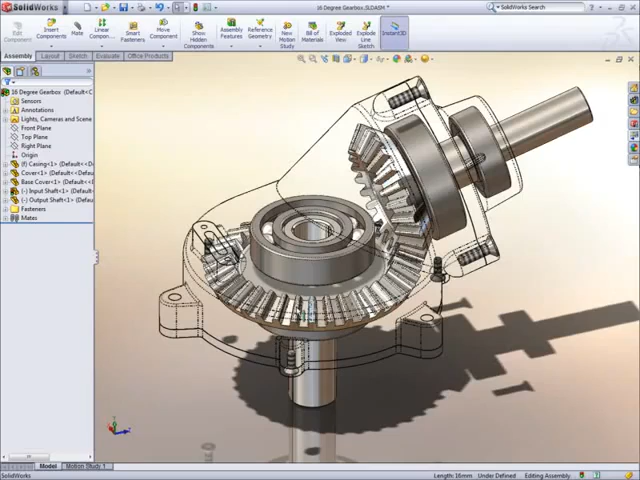 SolidWorks
16 Degree Gearbox.SLDASM *
SolidWorks Search
Edit Component
Insert Components
Mate
Linear Compon...
Smart Fasteners
Move Component
Show Hidden Components
Assembly Features
Reference Geometry
New Motion Study
Bill of Materials
Exploded View
Explode Line Sketch
Instant3D
Assembly
Layout
Sketch
Evaluate
Office Products
16 Degree Gearbox (Default<C
Sensors
Annotations
Lights, Cameras and Scene
Front Plane
Top Plane
Right Plane
Origin
(f) Casing<1> (Default<<De
Cover<1> (Default<<Defau
Base Cover<1> (Default<<D
(-) Input Shaft<1> (Default
(-) Output Shaft<1> (Defau
Fasteners
Mates
Model
Motion Study 1
SolidWorks
Length:16mm
Under Defined
Editing Assembly